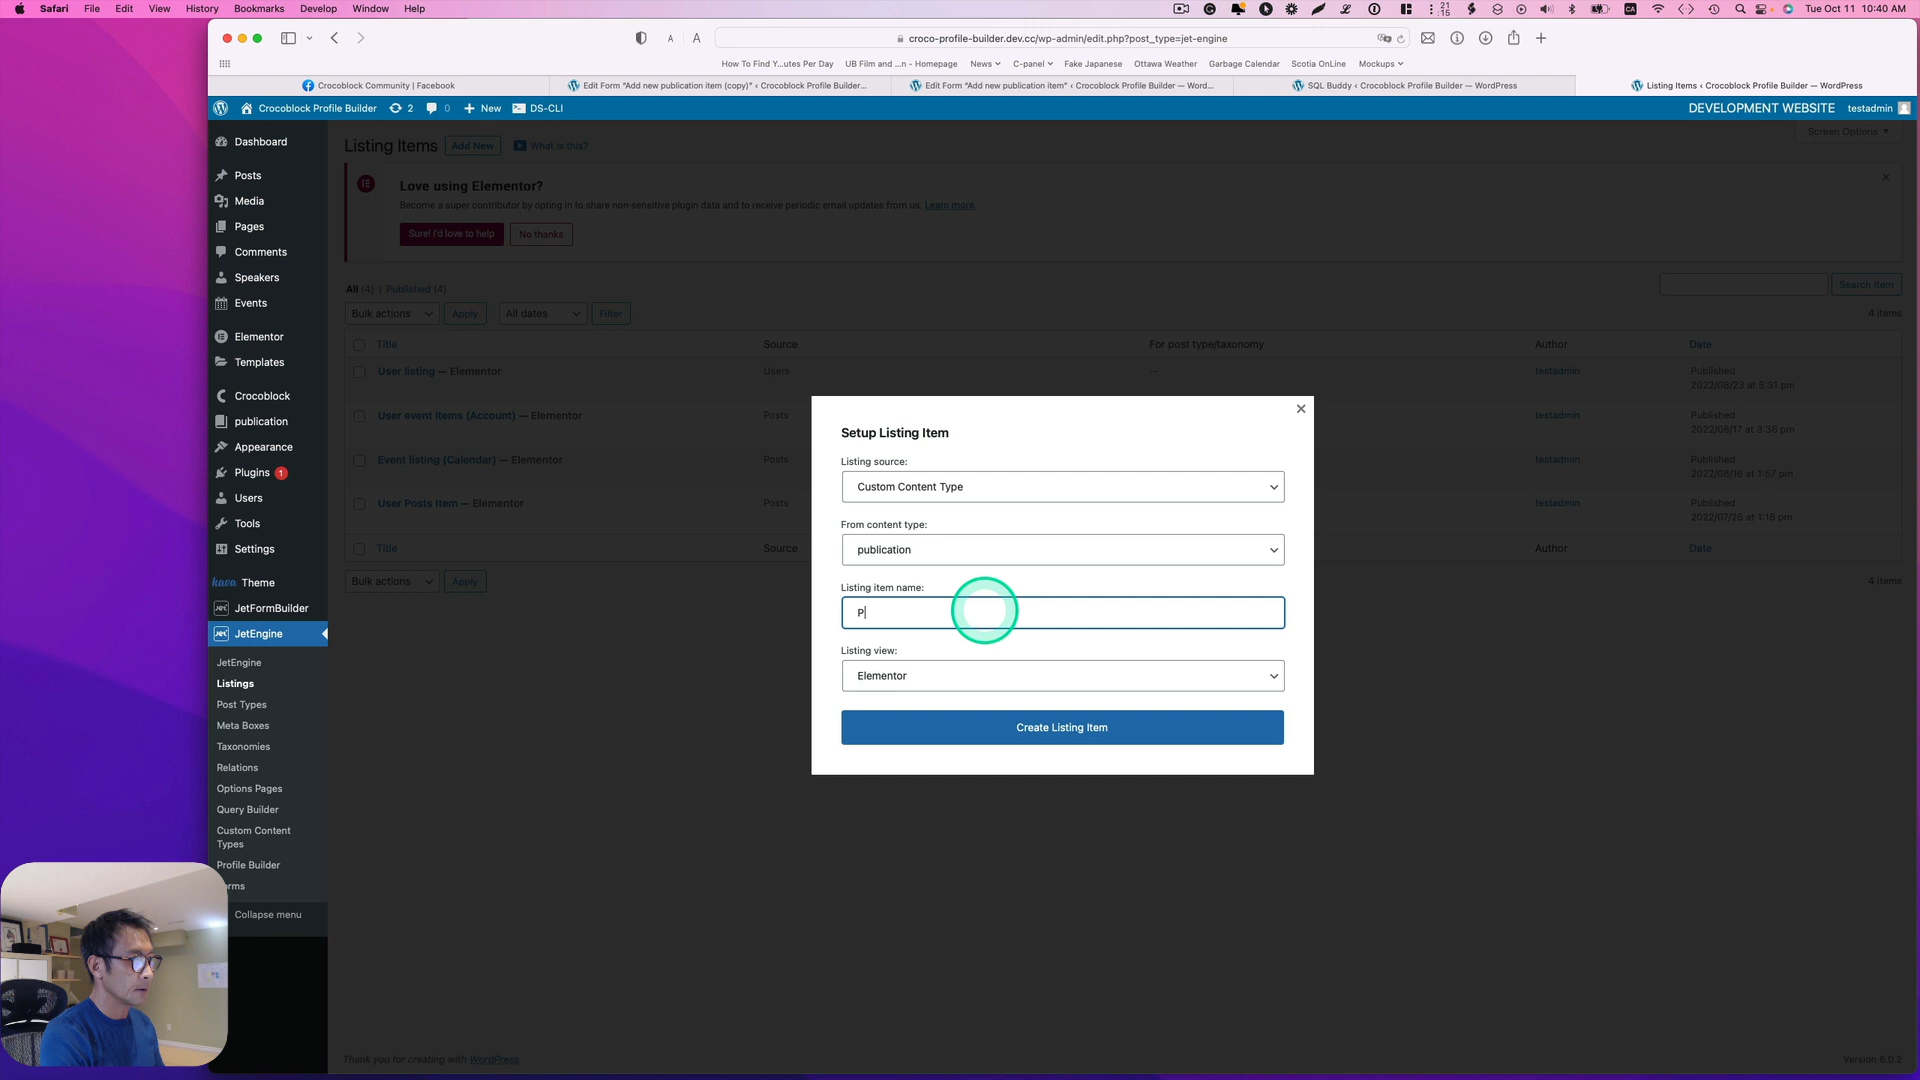 Safari File Edit View History Bookmarks Develop Window Help 21 :15 CA Tue Oct 11 10:40 AM
A A croco-profile-builder.dev.cc/wp-admin/edit.php?post_type=jet-engine
How To Find Y...utes Per Day UB Film and ...n - Homepage News C-panel Fake Japanese Ottawa Weather Garbage Calendar Scotia OnLine Mockups
Crocoblock Community | Facebook Edit Form “Add new publication item (copy)” ‹ Crocoblock Profile Builder... Edit Form “Add new publication item” ‹ Crocoblock Profile Builder — Word... SQL Buddy ‹ Crocoblock Profile Builder — WordPress Listing Items ‹ Crocoblock Profile Builder — WordPress
Crocoblock Profile Builder 2 0 New DS-CLI DEVELOPMENT WEBSITE testadmin
Screen Options
Listing Items Add New What is this?
Love using Elementor?
Become a super contributor by opting in to share non-sensitive plugin data and to receive periodic email updates from us. Learn more.
Sure! I'd love to help No thanks
All (4) | Published (4)
Search Item
Bulk actions Apply All dates Filter 4 items
Title Source For post type/taxonomy Author Date
User listing — Elementor Users — testadmin Published
2022/08/23 at 5:31 pm
User event items (Account) — Elementor Posts testadmin Published
2022/08/17 at 3:36 pm
Event listing (Calendar) — Elementor Posts testadmin Published
2022/08/16 at 1:57 pm
User Posts Item — Elementor Posts testadmin Published
2022/07/26 at 1:18 pm
Title Source Author Date
Bulk actions Apply 4 items
Setup Listing Item
Listing source:
Custom Content Type
From content type:
publication
Listing item name:
P
Listing view:
Elementor
Create Listing Item
Dashboard
Posts
Media
Pages
Comments
Speakers
Events
Elementor
Templates
Crocoblock
publication
Appearance
Plugins 1
Users
Tools
Settings
kava Theme
JetFormBuilder
JetEngine
JetEngine
Listings
Post Types
Meta Boxes
Taxonomies
Relations
Options Pages
Query Builder
Custom Content
Types
Profile Builder
orms
Collapse menu
Thank you for creating with WordPress. Version 6.0.2